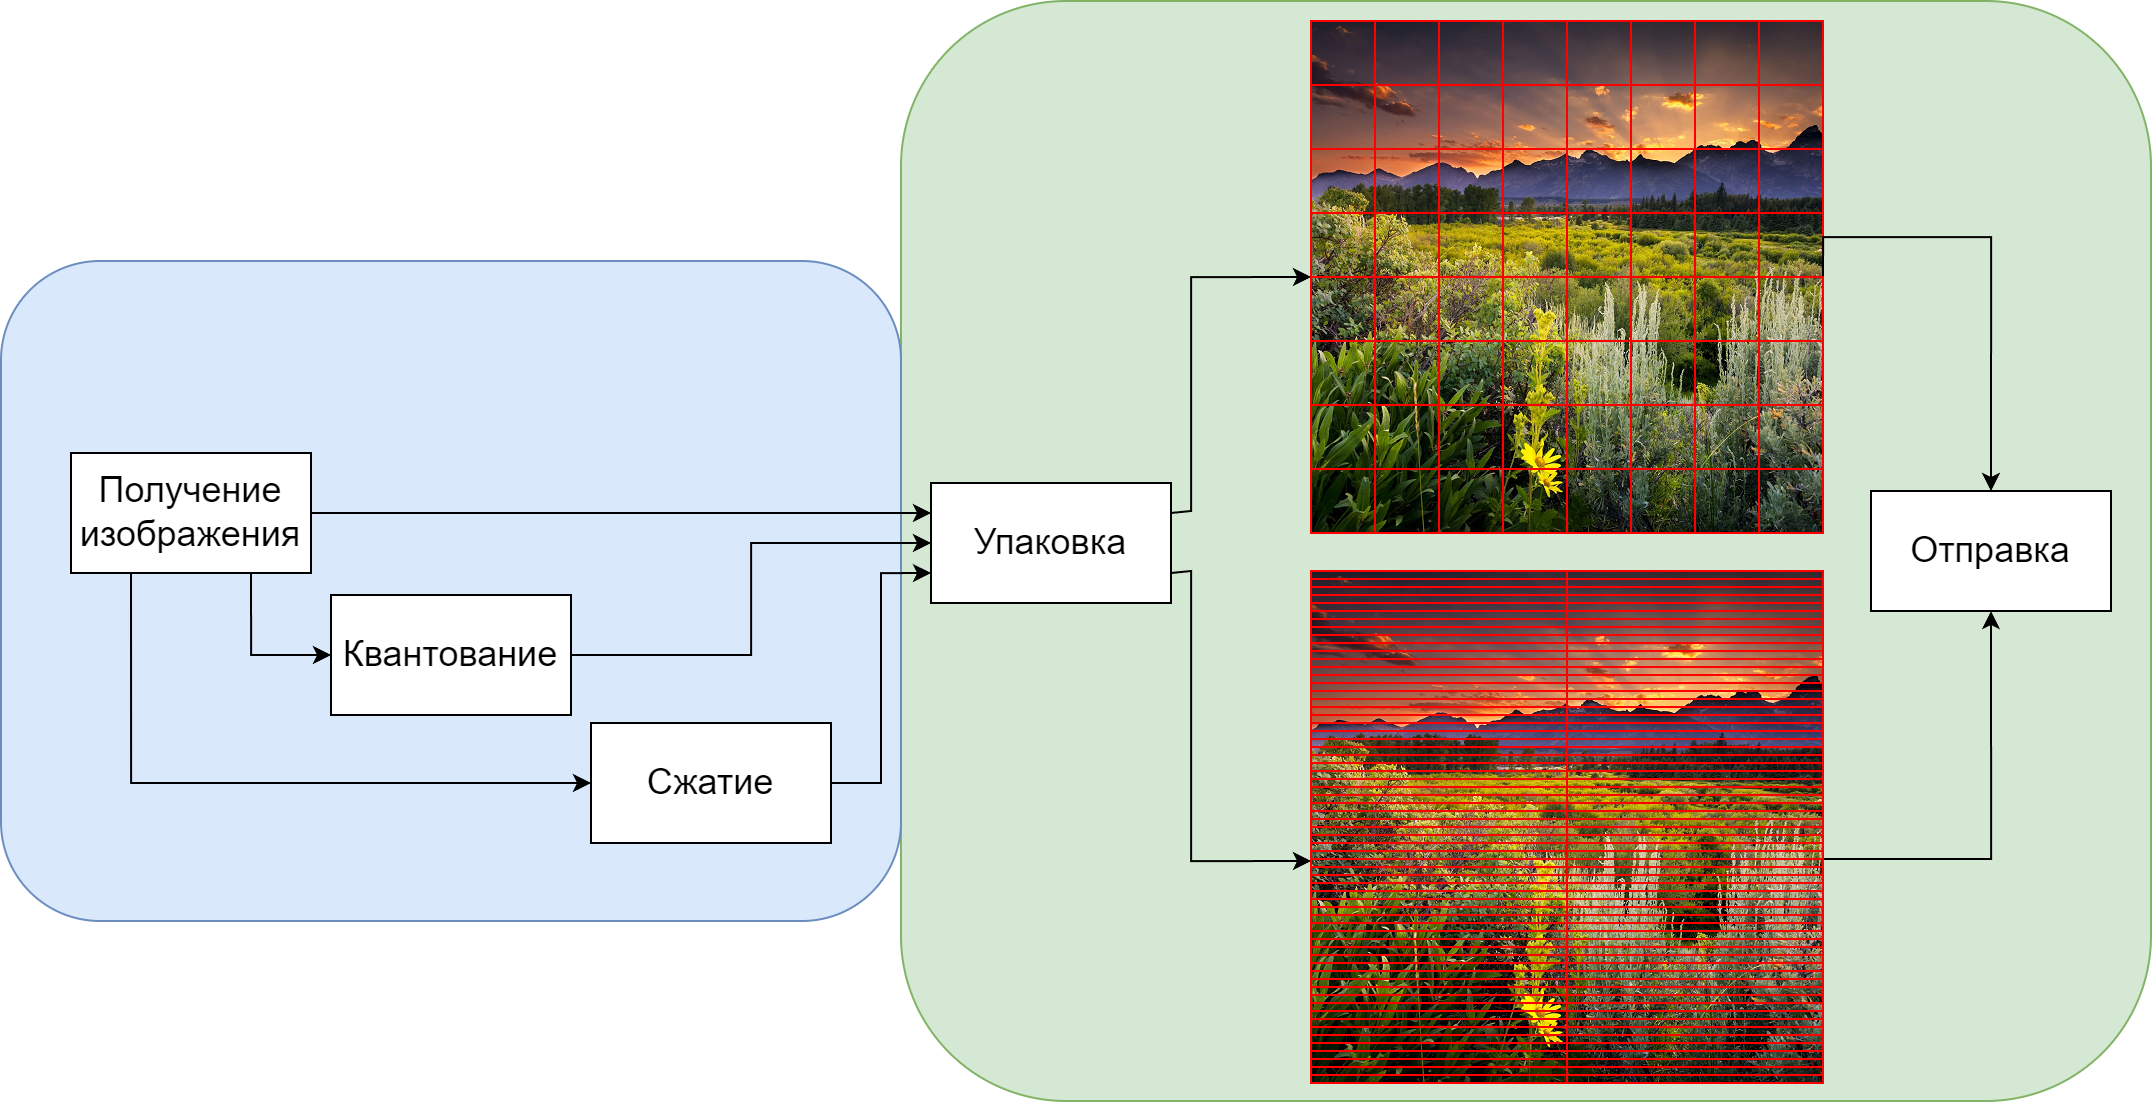 Получение
изображения
Квантование
Сжатие
Упаковка
Отправка